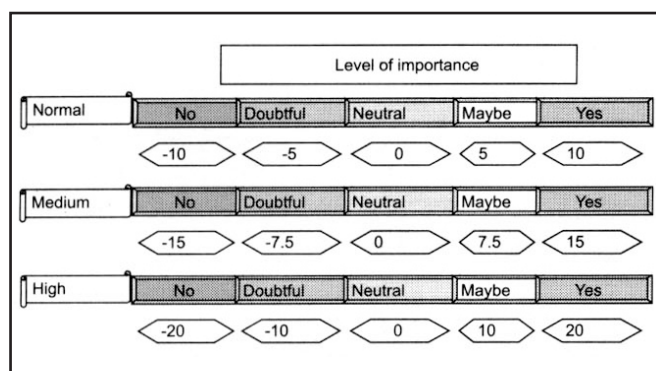 Level of importance
Normal No Doubtful Neutral Maybe Yes
-10 -5 0 5 10
Medium No Doubtful Neutral Maybe Yes
-15 -7.5 0 7.5 15
High No Doubtful Neutral Maybe Yes
-20 -10 0 10 20